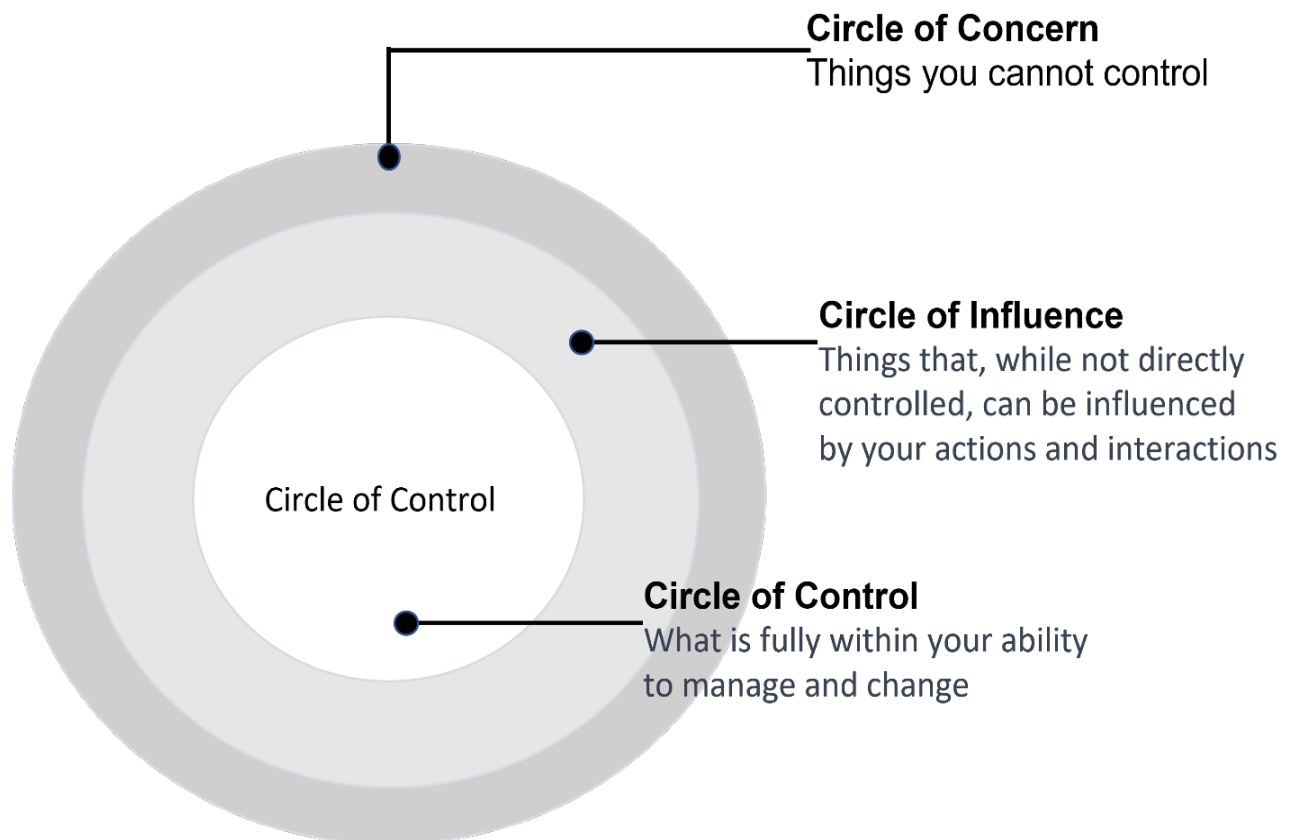 Circle of Concern
Things you cannot control
Circle of Influence
Things that, while not directly
controlled, can be influenced
by your actions and interactions
Circle of Control
Circle of Control
What is fully within your ability
to manage and change